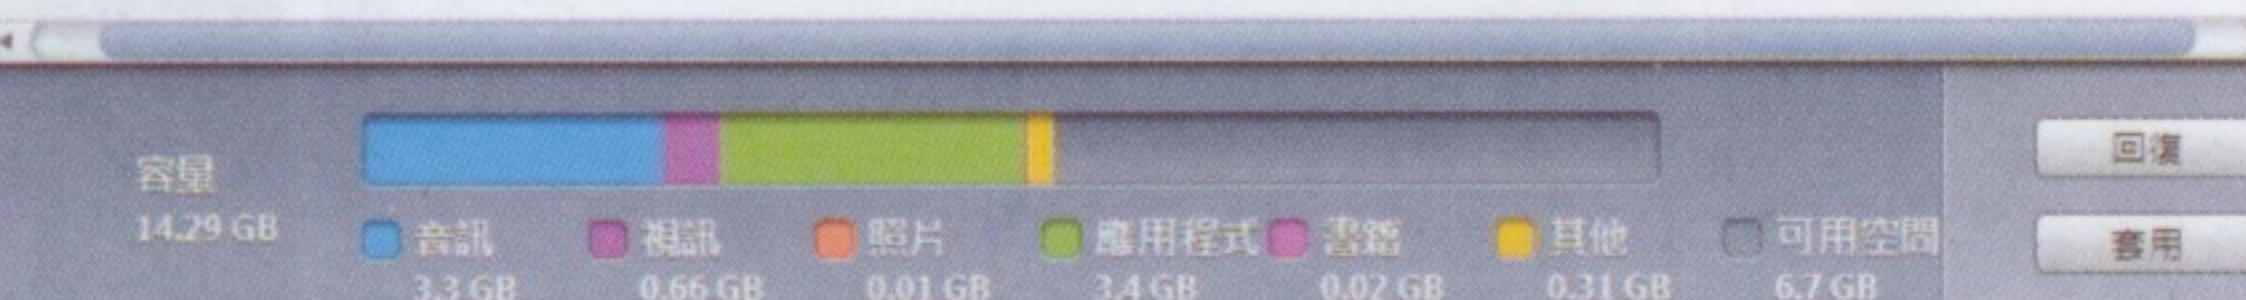 容量
14.29 GB
音訊
3.3 GB
視訊
0.66 GB
照片
0.01 GB
應用程式
3.4 GB
書籍
0.02 GB
其他
0.31 GB
可用空間
6.7 GB
回復
套用